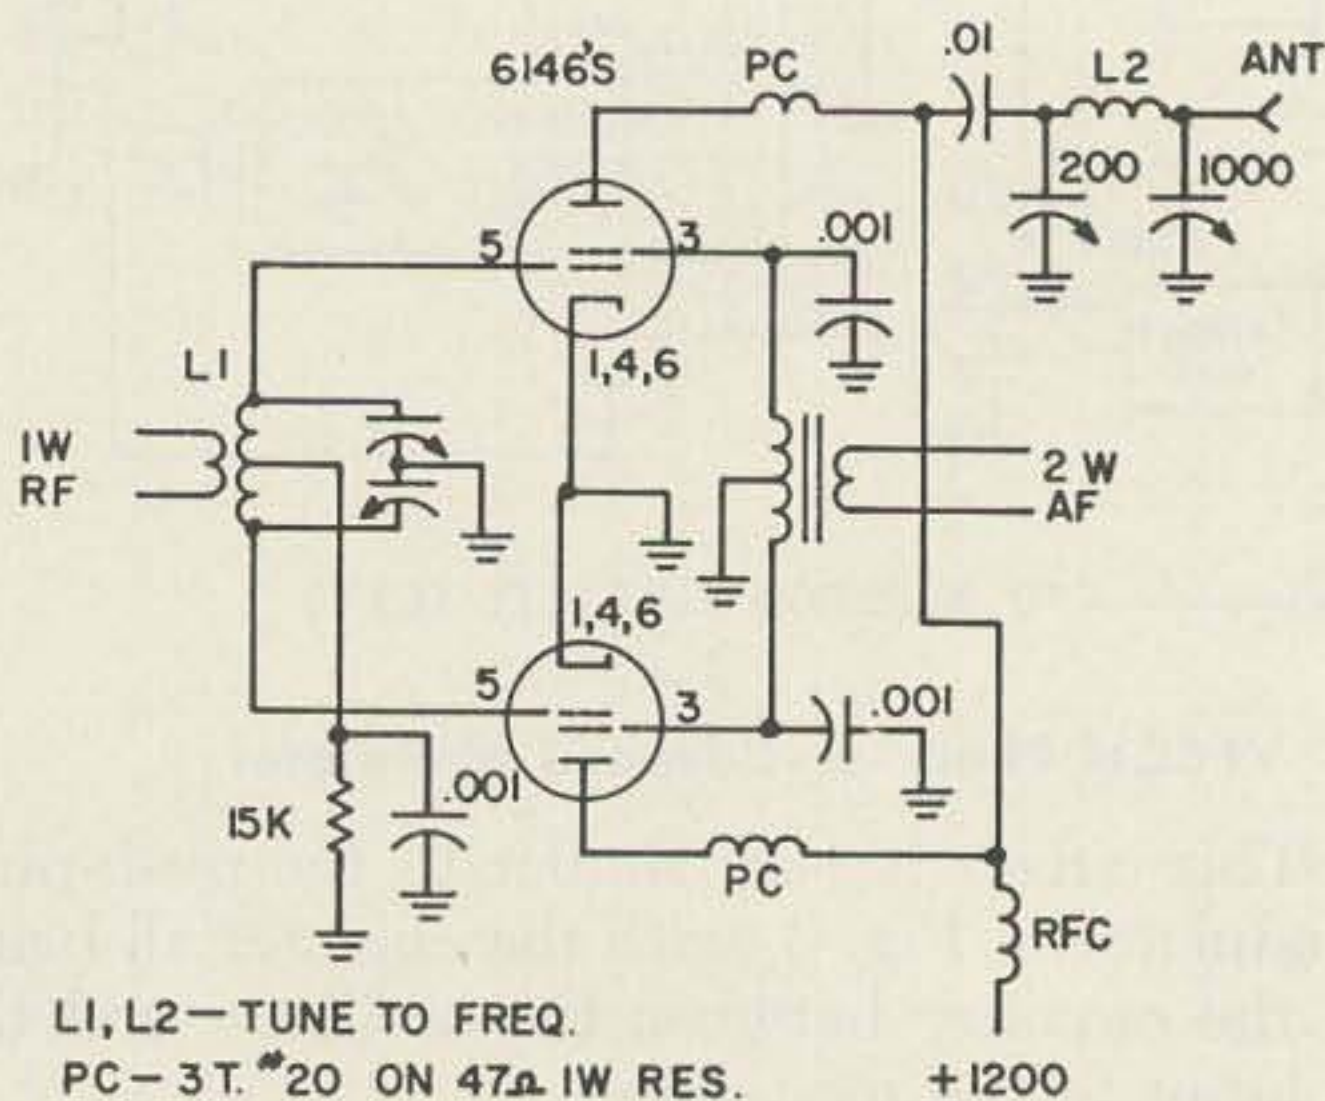 6146'S
PC
.01
L2
ANT
200
1000
5
3
.001
1,4,6
L1
1W
RF
2 W
AF
1,4,6
5
3
.001
.001
15K
PC
RFC
L1, L2 — TUNE TO FREQ.
PC — 3 T. #20 ON 47Ω 1W RES.
+1200